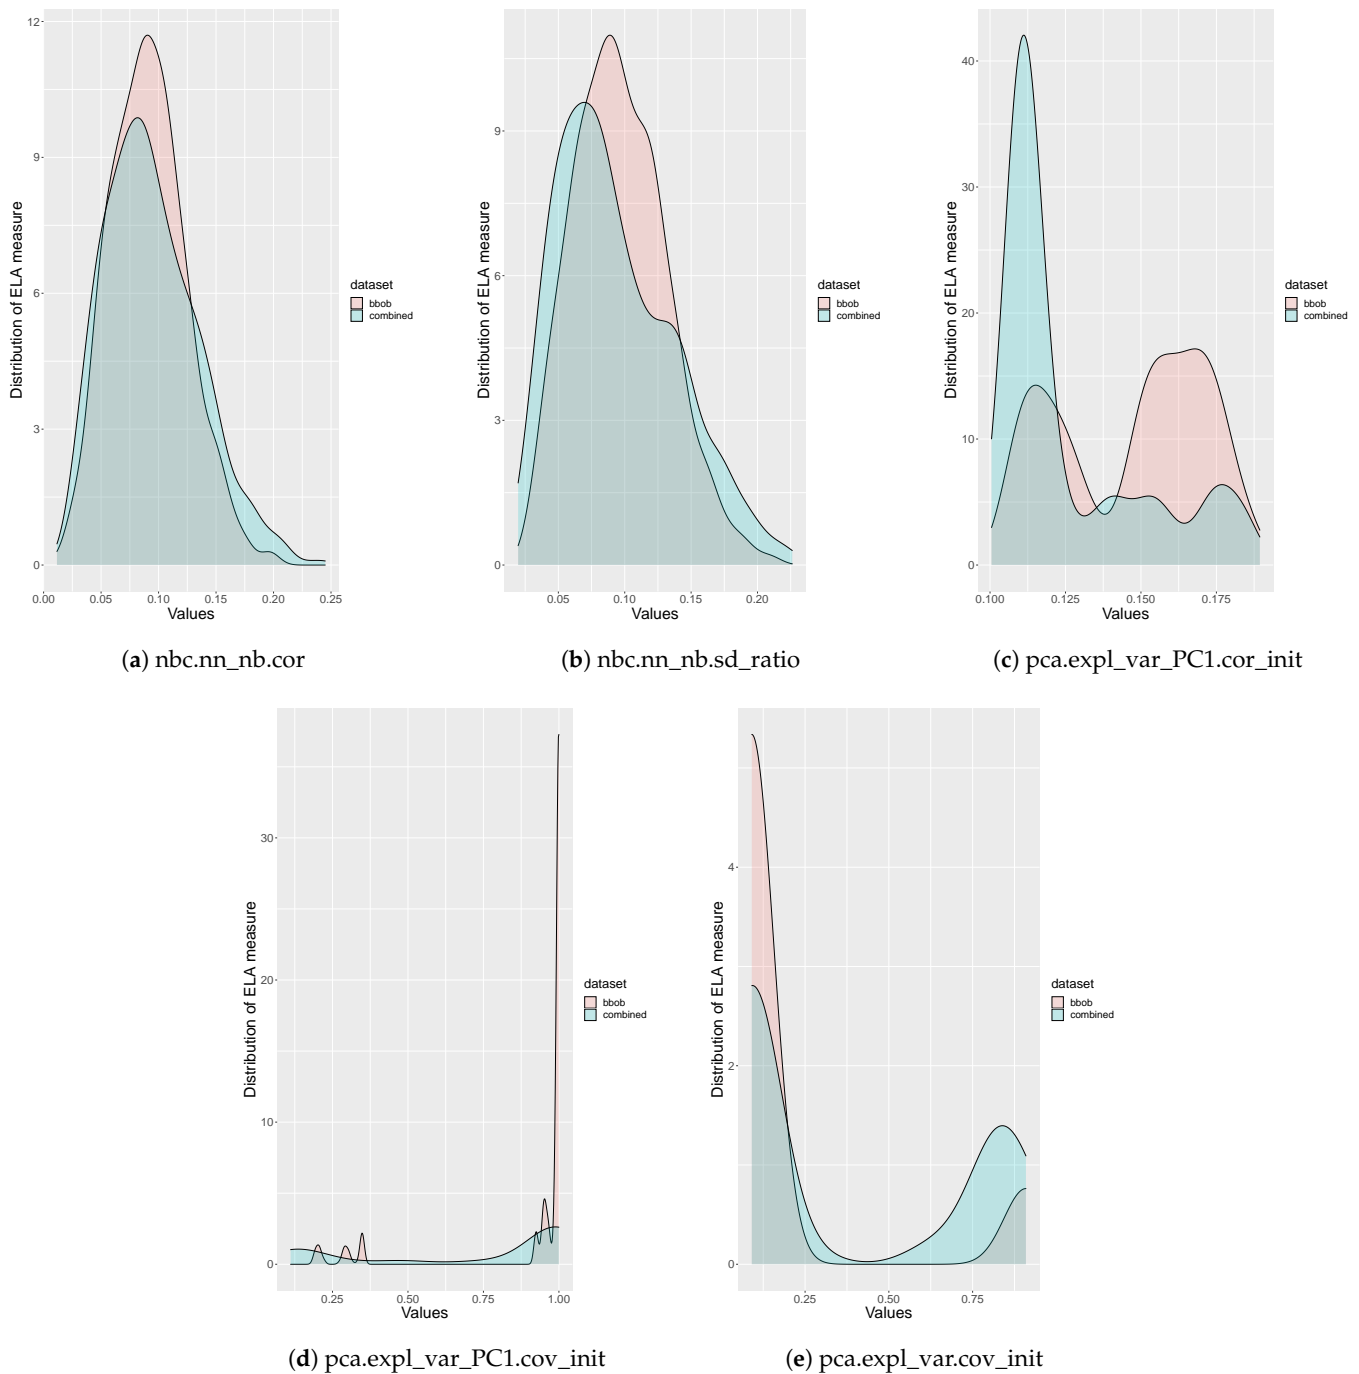 Distribution of ELA measure
12
9
6
3
0
0.00 0.05 0.10 0.15 0.20 0.25
Values
dataset
bbob
combined
(a) nbc.nn_nb.cor
Distribution of ELA measure
9
6
3
0
0.05 0.10 0.15 0.20
Values
dataset
bbob
combined
(b) nbc.nn_nb.sd_ratio
Distribution of ELA measure
40
30
20
10
0
0.100 0.125 0.150 0.175
Values
dataset
bbob
combined
(c) pca.expl_var_PC1.cor_init
Distribution of ELA measure
30
20
10
0
0.25 0.50 0.75 1.00
Values
dataset
bbob
combined
(d) pca.expl_var_PC1.cov_init
Distribution of ELA measure
4
2
0
0.25 0.50 0.75
Values
dataset
bbob
combined
(e) pca.expl_var.cov_init